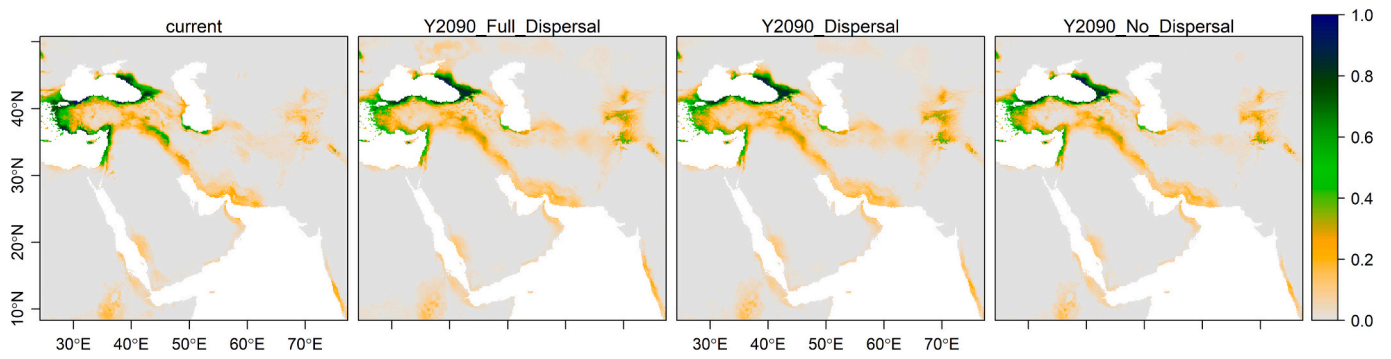 current
Y2090_Full_Dispersal
Y2090_Dispersal
Y2090_No_Dispersal
1.0
0.8
0.6
0.4
0.2
0.0
40°N
30°N
20°N
10°N
30°E 40°E 50°E 60°E 70°E
30°E 40°E 50°E 60°E 70°E